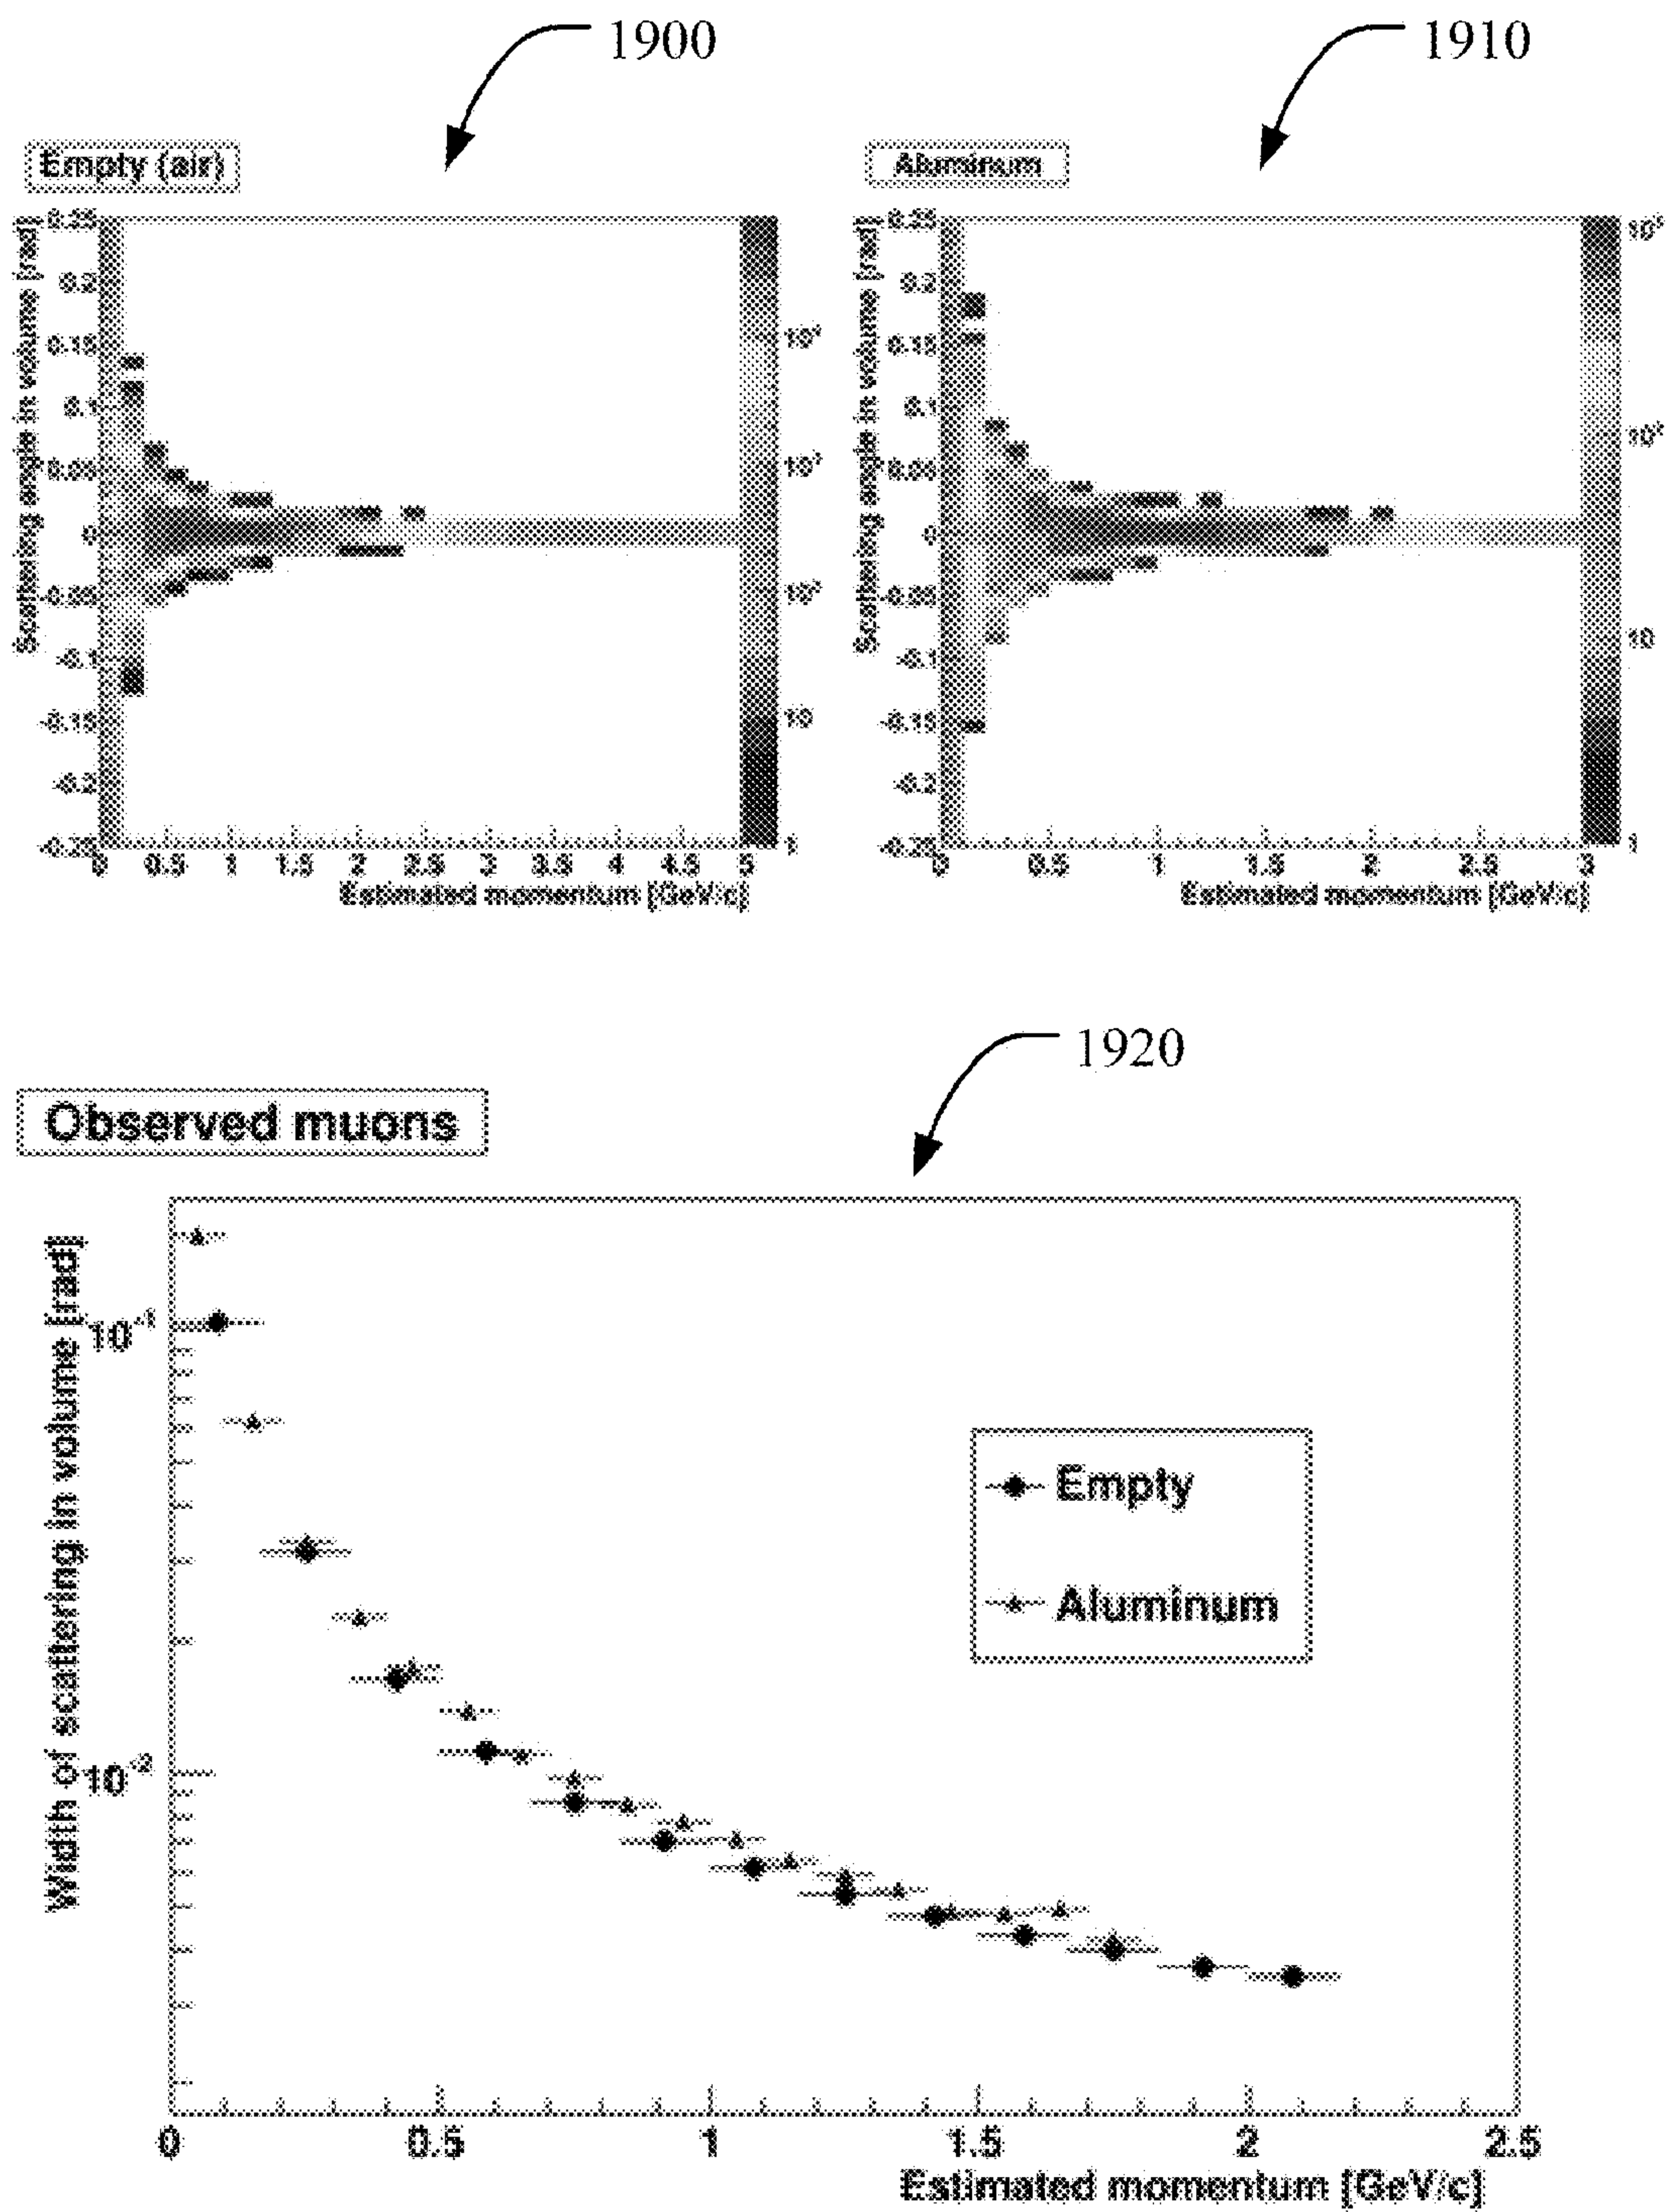 1900
1910
Empty (air)
Aluminum
Scattering angle in volume [rad]
0.25
0.2
0.15
0.1
0.05
0
-0.05
-0.1
-0.15
-0.2
-0.25
0 0.5 1 1.5 2 2.5 3 3.5 4 4.5 5
Estimated momentum [GeV/c]
10⁴
10³
10²
10
1
Scattering angle in volume [rad]
0.25
0.2
0.15
0.1
0.05
0
-0.05
-0.1
-0.15
-0.2
-0.25
0 0.5 1 1.5 2 2.5 3
Estimated momentum [GeV/c]
10³
10²
10
1
1920
Observed muons
Width of scattering in volume [rad]
10⁻¹
10⁻²
Empty
Aluminum
0 0.5 1 1.5 2 2.5
Estimated momentum [GeV/c]